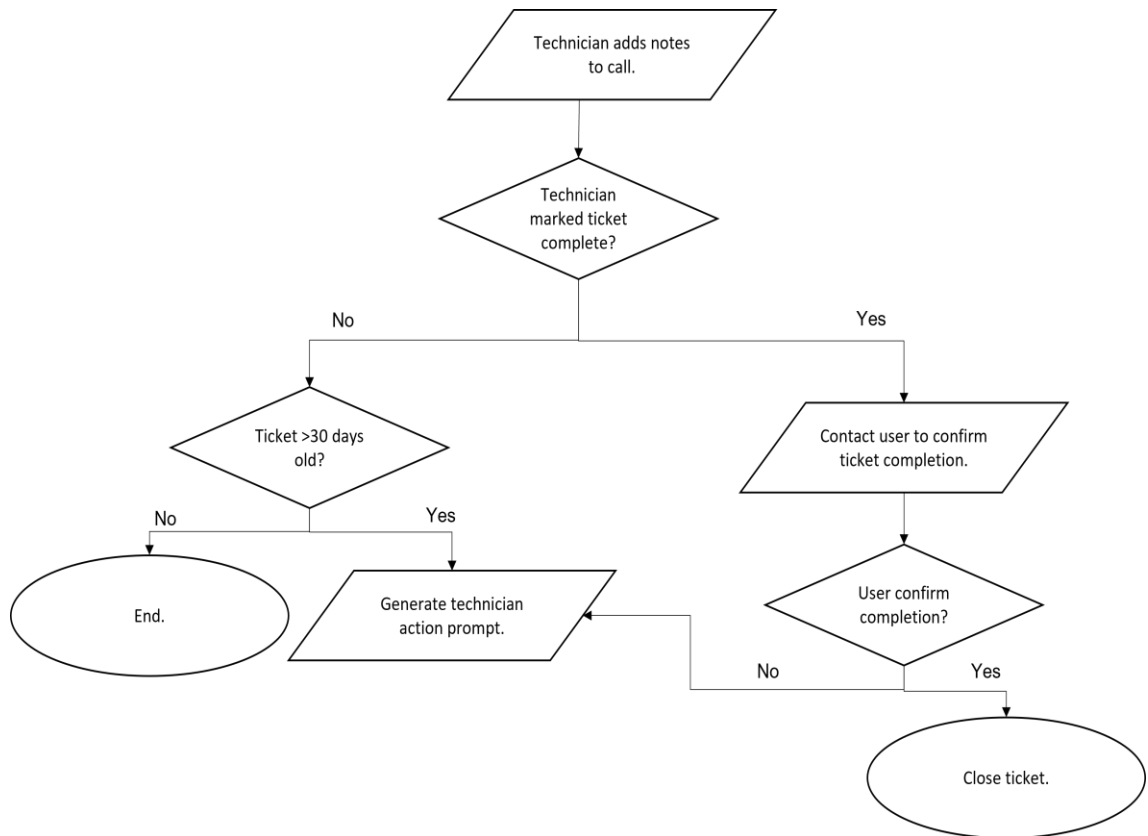 Technician adds notes
to call.
Technician
marked ticket
complete?
No
Yes
Ticket >30 days
old?
Contact user to confirm
ticket completion.
No
Yes
End.
Generate technician
action prompt.
User confirm
completion?
No
Yes
Close ticket.